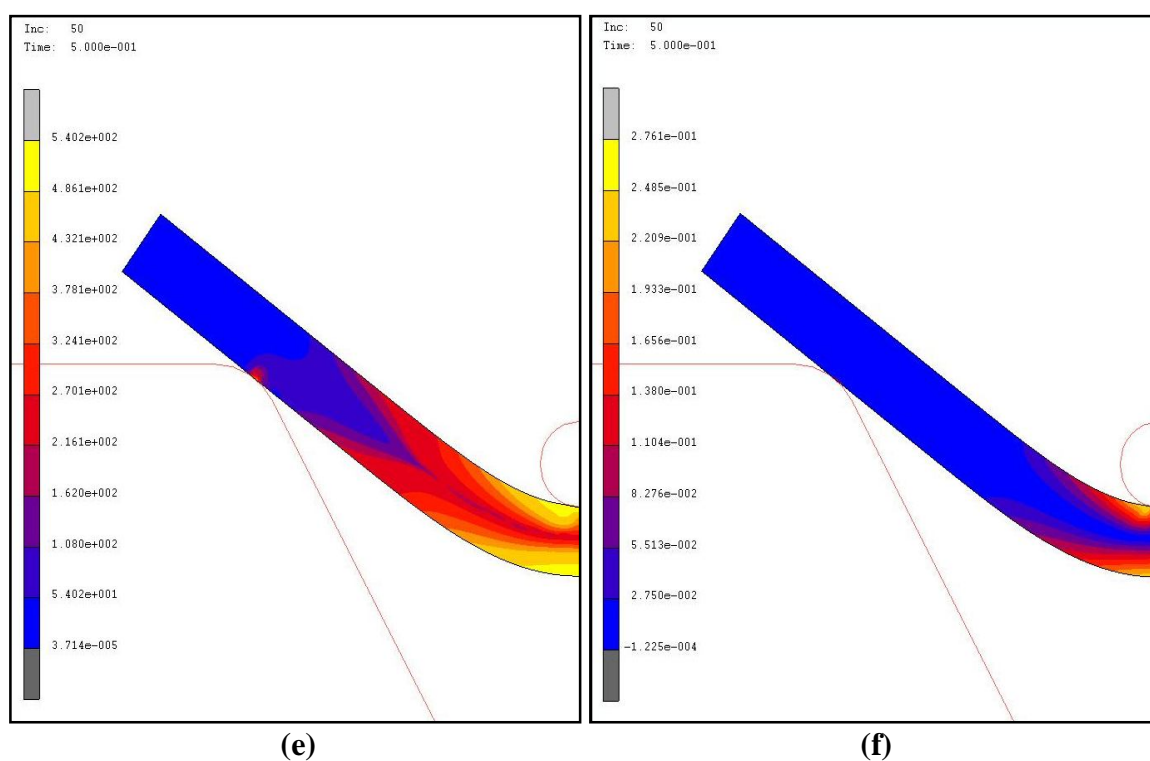 Inc: 50
Time: 5.000e-001
5.402e+002
4.861e+002
4.321e+002
3.781e+002
3.241e+002
2.701e+002
2.161e+002
1.620e+002
1.080e+002
5.402e+001
3.714e-005
(e)
Inc: 50
Time: 5.000e-001
2.761e-001
2.485e-001
2.209e-001
1.933e-001
1.656e-001
1.380e-001
1.104e-001
8.276e-002
5.513e-002
2.750e-002
-1.225e-004
(f)